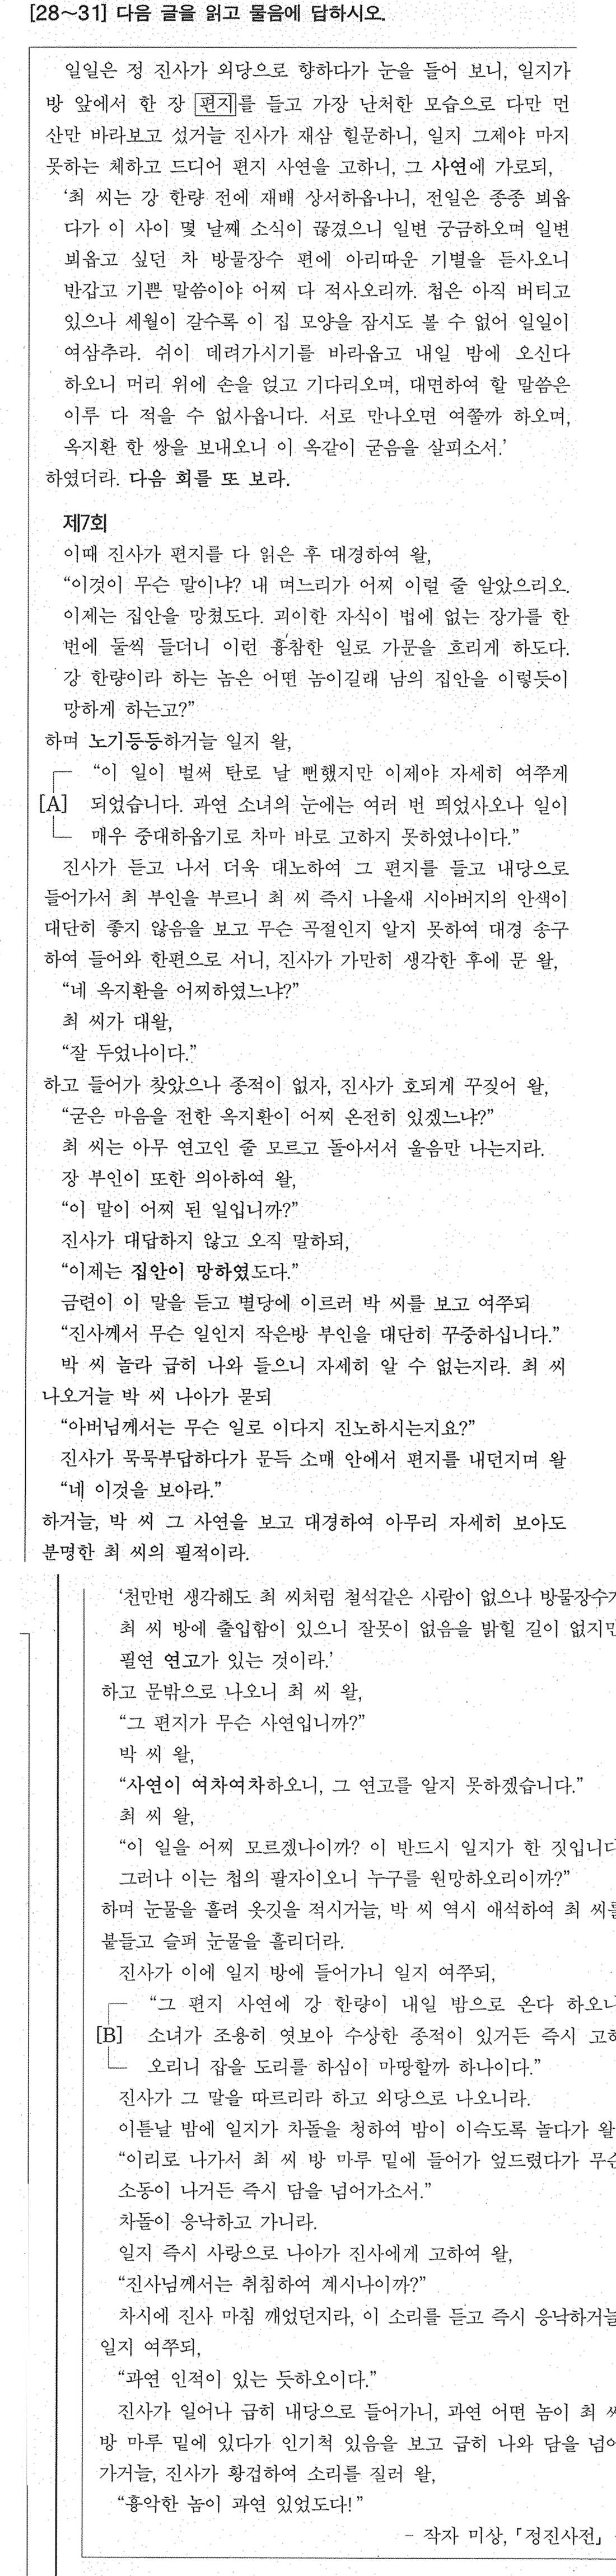 [28～31] 다음 글을 읽고 물음에 답하시오.
일일은 정 진사가 외당으로 향하다가 눈을 들어 보니, 일지가
방 앞에서 한 장 편지를 들고 가장 난처한 모습으로 다만 먼
산만 바라보고 섰거늘 진사가 재삼 힐문하니, 일지 그제야 마지
못하는 체하고 드디어 편지 사연을 고하니, 그 사연에 가로되,
‘최 씨는 강 한량 전에 재배 상서하옵나니, 전일은 종종 뵈옵
다가 이 사이 몇 날째 소식이 끊겼으니 일변 궁금하오며 일변
뵈옵고 싶던 차 방물장수 편에 아리따운 기별을 듣사오니
반갑고 기쁜 말씀이야 어찌 다 적사오리까. 첩은 아직 버티고
있으나 세월이 갈수록 이 집 모양을 잠시도 볼 수 없어 일일이
여삼추라. 쉬이 데려가시기를 바라옵고 내일 밤에 오신다
하오니 머리 위에 손을 얹고 기다리오며, 대면하여 할 말씀은
이루 다 적을 수 없사옵니다. 서로 만나오면 여쭐까 하오며,
옥지환 한 쌍을 보내오니 이 옥같이 굳음을 살피소서.’
하였더라. 다음 회를 또 보라.
제7회
이때 진사가 편지를 다 읽은 후 대경하여 왈,
“이것이 무슨 말이냐? 내 며느리가 어찌 이럴 줄 알았으리오.
이제는 집안을 망쳤도다. 괴이한 자식이 법에 없는 장가를 한
번에 둘씩 들더니 이런 흉참한 일로 가문을 흐리게 하도다.
강 한량이라 하는 놈은 어떤 놈이길래 남의 집안을 이렇듯이
망하게 하는고?”
하며 노기등등하거늘 일지 왈,
“이 일이 벌써 탄로 날 뻔했지만 이제야 자세히 여쭈게
[A] 되었습니다. 과연 소녀의 눈에는 여러 번 띄었사오나 일이
매우 중대하옵기로 차마 바로 고하지 못하였나이다.”
진사가 듣고 나서 더욱 대노하여 그 편지를 들고 내당으로
들어가서 최 부인을 부르니 최 씨 즉시 나올새 시아버지의 안색이
대단히 좋지 않음을 보고 무슨 곡절인지 알지 못하여 대경 송구
하여 들어와 한편으로 서니, 진사가 가만히 생각한 후에 문 왈,
“네 옥지환을 어찌하였느냐?”
최 씨가 대왈,
“잘 두었나이다.”
하고 들어가 찾았으나 종적이 없자, 진사가 호되게 꾸짖어 왈,
“굳은 마음을 전한 옥지환이 어찌 온전히 있겠느냐?”
최 씨는 아무 연고인 줄 모르고 돌아서서 울음만 나는지라.
장 부인이 또한 의아하여 왈,
“이 말이 어찌 된 일입니까?”
진사가 대답하지 않고 오직 말하되,
“이제는 집안이 망하였도다.”
금련이 이 말을 듣고 별당에 이르러 박 씨를 보고 여쭈되
“진사께서 무슨 일인지 작은방 부인을 대단히 꾸중하십니다.”
박 씨 놀라 급히 나와 들으니 자세히 알 수 없는지라. 최 씨
나오거늘 박 씨 나아가 묻되
“아버님께서는 무슨 일로 이다지 진노하시는지요?”
진사가 묵묵부답하다가 문득 소매 안에서 편지를 내던지며 왈
“네 이것을 보아라.”
하거늘, 박 씨 그 사연을 보고 대경하여 아무리 자세히 보아도
분명한 최 씨의 필적이라.
‘천만번 생각해도 최 씨처럼 철석같은 사람이 없으나 방물장수가
최 씨 방에 출입함이 있으니 잘못이 없음을 밝힐 길이 없지만
필연 연고가 있는 것이라.’
하고 문밖으로 나오니 최 씨 왈,
“그 편지가 무슨 사연입니까?”
박 씨 왈,
“사연이 여차여차하오니, 그 연고를 알지 못하겠습니다.”
최 씨 왈,
“이 일을 어찌 모르겠나이까? 이 반드시 일지가 한 짓입니다
그러나 이는 첩의 팔자이오니 누구를 원망하오리이까?”
하며 눈물을 흘려 옷깃을 적시거늘, 박 씨 역시 애석하여 최 씨를
붙들고 슬퍼 눈물을 흘리더라.
진사가 이에 일지 방에 들어가니 일지 여쭈되,
“그 편지 사연에 강 한량이 내일 밤으로 온다 하오니
[B] 소녀가 조용히 엿보아 수상한 종적이 있거든 즉시 고하
오리니 잡을 도리를 하심이 마땅할까 하나이다.”
진사가 그 말을 따르리라 하고 외당으로 나오니라.
이튿날 밤에 일지가 차돌을 청하여 밤이 이슥도록 놀다가 왈
“이리로 나가서 최 씨 방 마루 밑에 들어가 엎드렸다가 무슨
소동이 나거든 즉시 담을 넘어가소서.”
차돌이 응낙하고 가니라.
일지 즉시 사랑으로 나아가 진사에게 고하여 왈,
“진사님께서는 취침하여 계시나이까?”
차시에 진사 마침 깨었던지라, 이 소리를 듣고 즉시 응낙하거늘
일지 여쭈되,
“과연 인적이 있는 듯하오이다.”
진사가 일어나 급히 내당으로 들어가니, 과연 어떤 놈이 최 씨
방 마루 밑에 있다가 인기척 있음을 보고 급히 나와 담을 넘어
가거늘, 진사가 황겁하여 소리를 질러 왈,
“흉악한 놈이 과연 있었도다!”
- 작자 미상, 「정진사전」 -